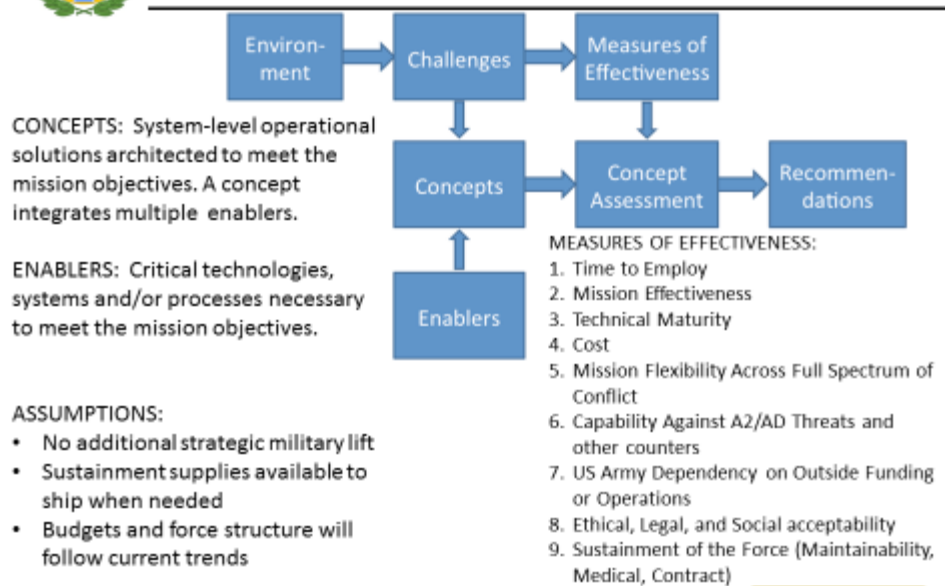 Environ-
ment
Challenges
Measures of
Effectiveness
CONCEPTS: System-level operational
solutions architected to meet the
mission objectives. A concept
integrates multiple enablers.
Concepts
Concept
Assessment
Recommen-
dations
ENABLERS: Critical technologies,
systems and/or processes necessary
to meet the mission objectives.
Enablers
MEASURES OF EFFECTIVENESS:
1. Time to Employ
2. Mission Effectiveness
3. Technical Maturity
4. Cost
5. Mission Flexibility Across Full Spectrum of
Conflict
6. Capability Against A2/AD Threats and
other counters
7. US Army Dependency on Outside Funding
or Operations
8. Ethical, Legal, and Social acceptability
9. Sustainment of the Force (Maintainability,
Medical, Contract)
ASSUMPTIONS:
• No additional strategic military lift
• Sustainment supplies available to
ship when needed
• Budgets and force structure will
follow current trends